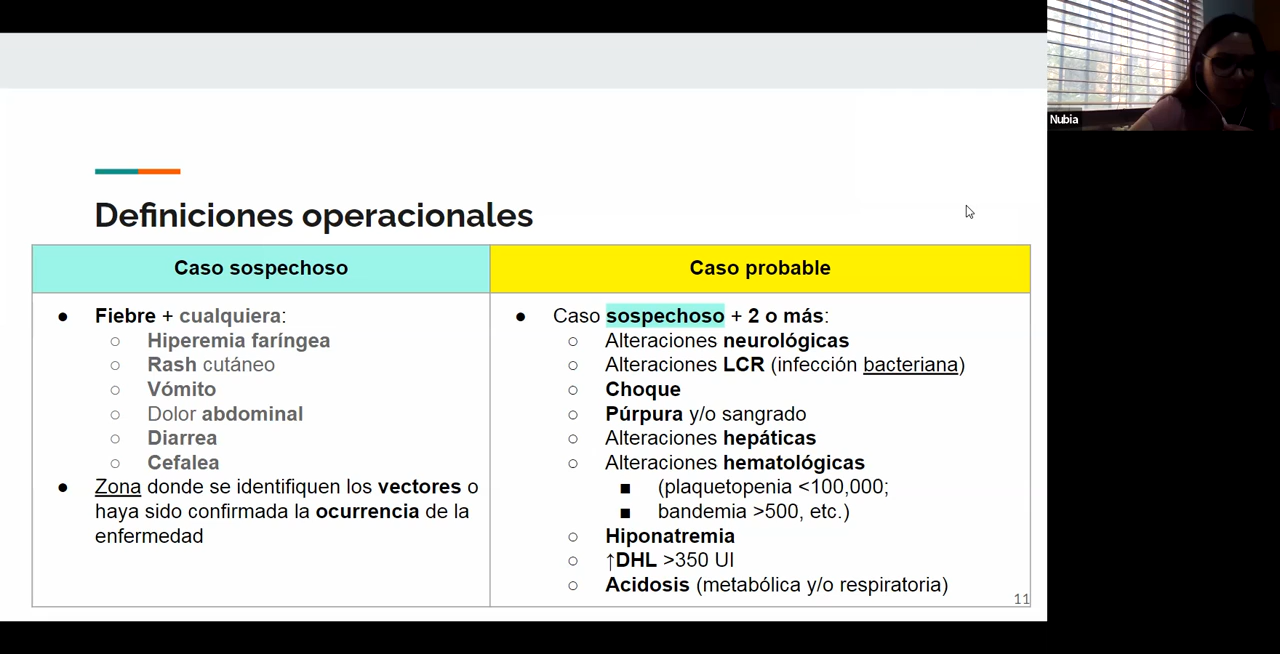 Nubia
Definiciones operacionales
Caso sospechoso
● Fiebre + cualquiera:
○ Hiperemia faríngea
○ Rash cutáneo
○ Vómito
○ Dolor abdominal
○ Diarrea
○ Cefalea
● Zona donde se identifiquen los vectores o
haya sido confirmada la ocurrencia de la
enfermedad
Caso probable
● Caso sospechoso + 2 o más:
○ Alteraciones neurológicas
○ Alteraciones LCR (infección bacteriana)
○ Choque
○ Púrpura y/o sangrado
○ Alteraciones hepáticas
○ Alteraciones hematológicas
■ (plaquetopenia <100,000;
■ bandemia >500, etc.)
○ Hiponatremia
○ ↑DHL >350 UI
○ Acidosis (metabólica y/o respiratoria)
11